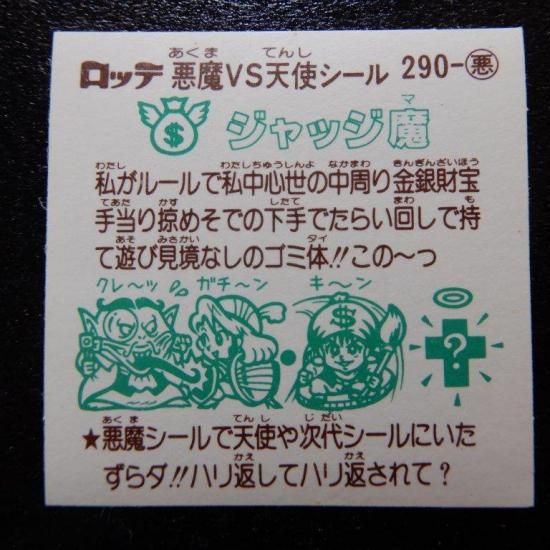 ロッテ 悪魔VS天使シール 290-悪
$ ジャッジ魔
私がルールで私中心世の中周り金銀財宝
手当り掠めそでの下手でたらい回しで持
て遊び見境なしのゴミ体!!この〜っ
クレ〜ッ ガチ〜ン キ〜ン
$
?
★悪魔シールで天使や次代シールにいた
ずらダ!!ハリ返してハリ返されて?